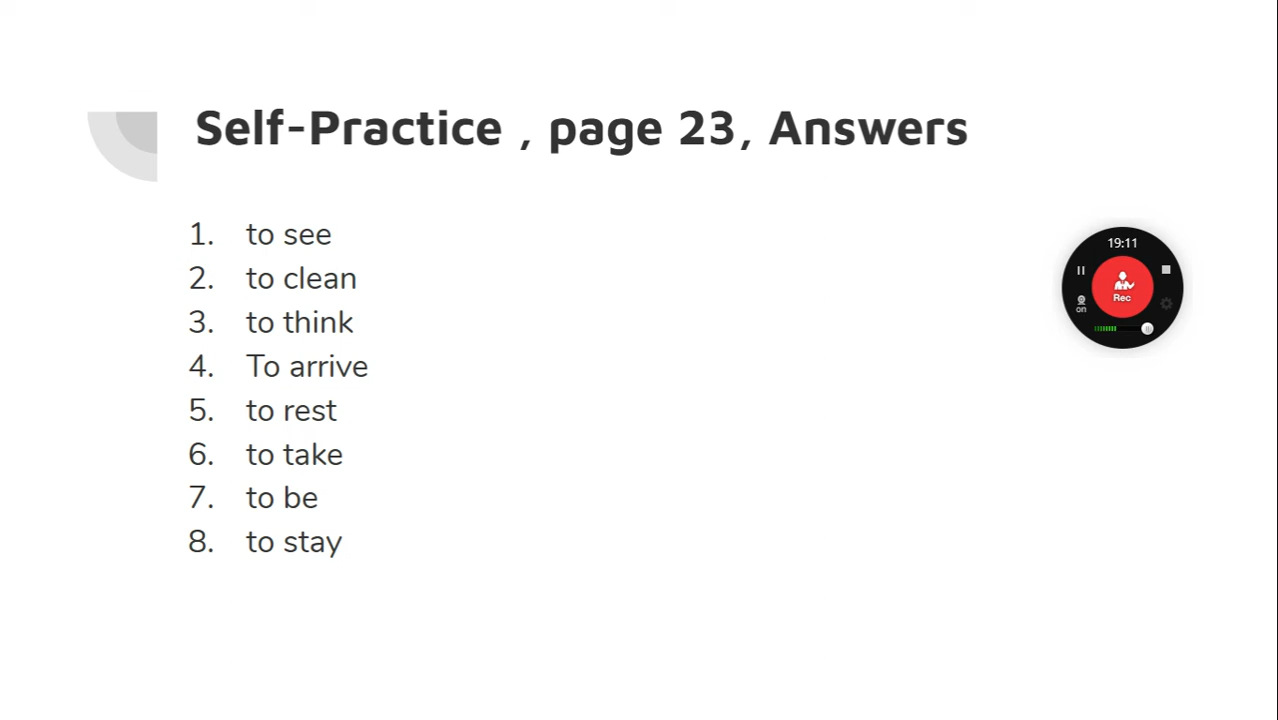 Self-Practice , page 23, Answers
1. to see
2. to clean
3. to think
4. To arrive
5. to rest
6. to take
7. to be
8. to stay
19:11
Rec
on